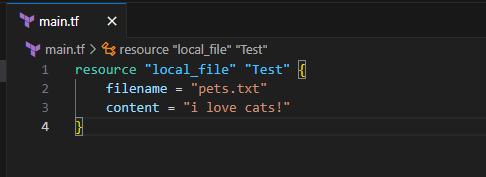 main.tf
main.tf > resource "local_file" "Test"
1 resource "local_file" "Test" {
2 filename = "pets.txt"
3 content = "i love cats!"
4 }